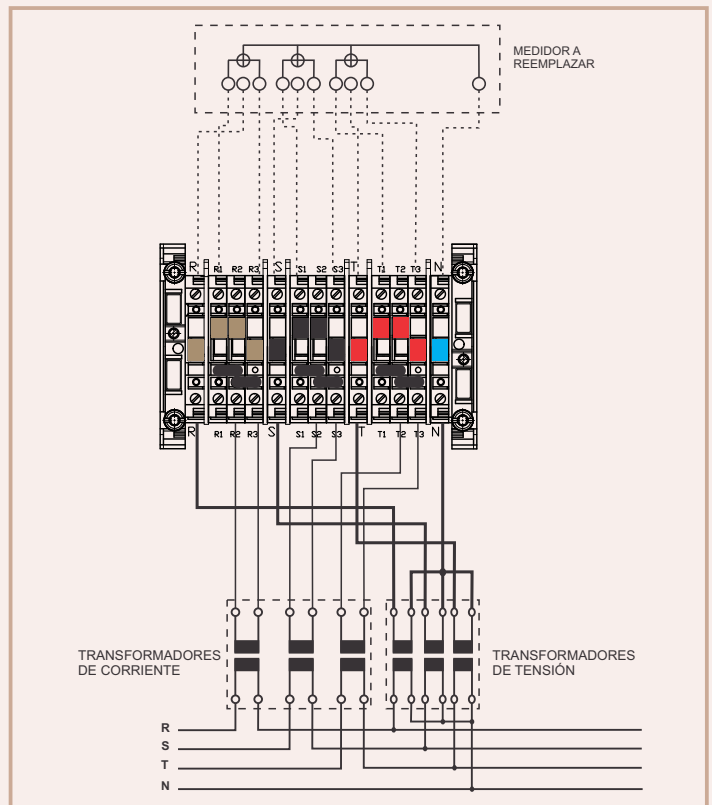 MEDIDOR A
REEMPLAZAR
R R1 R2 R3 S S1 S2 S3 T T1 T2 T3 N
R R1 R2 R3 S S1 S2 S3 T T1 T2 T3 N
TRANSFORMADORES
DE CORRIENTE
TRANSFORMADORES
DE TENSIÓN
R
S
T
N